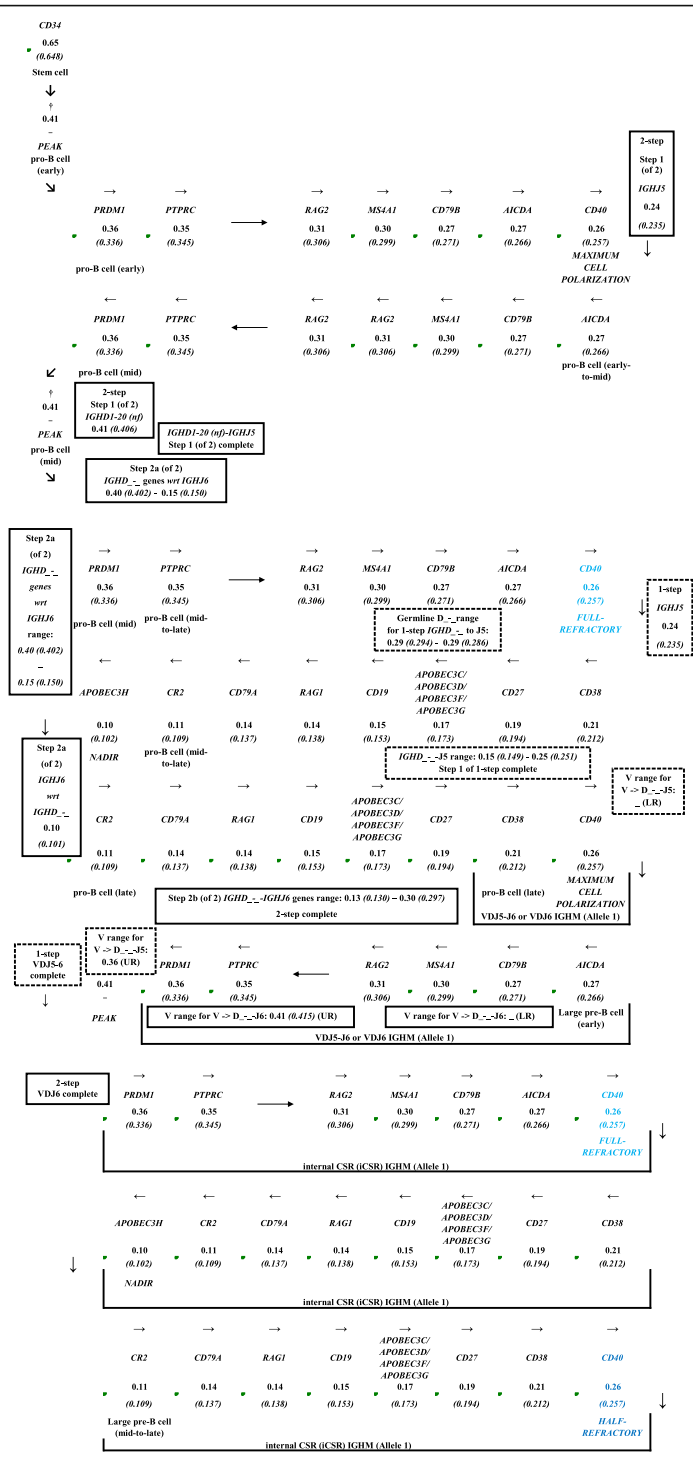 CD34
0.65
(0.648)
Stem cell
↓
†
0.41
–
PEAK
pro-B cell
(early)
↘
2-step
Step 1
(of 2)
IGHJ5
0.24
(0.235)
→ → → → → → →
PRDM1 PTPRC → RAG2 MS4A1 CD79B AICDA CD40
0.36 0.35 0.31 0.30 0.27 0.27 0.26
(0.336) (0.345) (0.306) (0.299) (0.271) (0.266) (0.257)
pro-B cell (early)
MAXIMUM
CELL
POLARIZATION
↓
← ← ← ← ← ← ←
PRDM1 PTPRC ← RAG2 RAG2 MS4A1 CD79B AICDA
0.36 0.35 0.31 0.31 0.30 0.27 0.27
(0.336) (0.345) (0.306) (0.306) (0.299) (0.271) (0.266)
pro-B cell (mid)
pro-B cell (early-
to-mid)
↙
†
0.41
–
PEAK
pro-B cell
(mid)
↘
2-step
Step 1 (of 2)
IGHD1-20 (nf)
0.41 (0.406)
IGHD1-20 (nf)-IGHJ5
Step 1 (of 2) complete
Step 2a (of 2)
IGHD_-_ genes wrt IGHJ6
0.40 (0.402) – 0.15 (0.150)
Step 2a
(of 2)
IGHD_-_
genes
wrt
IGHJ6
range:
0.40 (0.402)
–
0.15 (0.150)
→ → → → → → →
PRDM1 PTPRC → RAG2 MS4A1 CD79B AICDA CD40
0.36 0.35 0.31 0.30 0.27 0.27 0.26
(0.336) (0.345) (0.306) (0.299) (0.271) (0.266) (0.257)
pro-B cell (mid)
pro-B cell (mid-
to-late)
Germline D_-_range
for 1-step IGHD_-_ to J5:
0.29 (0.294) – 0.29 (0.286)
FULL-
REFRACTORY
↓
1-step
IGHJ5
0.24
(0.235)
← ← ← ← ← ← ← ←
APOBEC3H CR2 CD79A RAG1 CD19 APOBEC3C/
APOBEC3D/
APOBEC3F/
APOBEC3G CD27 CD38
0.10 0.11 0.14 0.14 0.15 0.17 0.19 0.21
(0.102) (0.109) (0.137) (0.138) (0.153) (0.173) (0.194) (0.212)
NADIR
pro-B cell (mid-
to-late)
IGHD_-_-J5 range: 0.15 (0.149) - 0.25 (0.251)
Step 1 of 1-step complete
↓
Step 2a
(of 2)
IGHJ6
wrt
IGHD_-_
0.10
(0.101)
V range for
V -> D_-_-J5:
_ (LR)
→ → → → → → → →
CR2 CD79A RAG1 CD19 APOBEC3C/
APOBEC3D/
APOBEC3F/
APOBEC3G CD27 CD38 CD40
0.11 0.14 0.14 0.15 0.17 0.19 0.21 0.26
(0.109) (0.137) (0.138) (0.153) (0.173) (0.194) (0.212) (0.257)
pro-B cell (late)
Step 2b (of 2) IGHD_-_-IGHJ6 genes range: 0.13 (0.130) – 0.30 (0.297)
2-step complete
pro-B cell (late)
MAXIMUM
CELL
POLARIZATION
VDJ5-J6 or VDJ6 IGHM (Allele 1)
↓
1-step
VDJ5-6
complete
↓
V range for
V -> D_-_-J5:
0.36 (UR)
← ← ← ← ← ←
PRDM1 PTPRC ← RAG2 MS4A1 CD79B AICDA
0.41 0.36 0.35 0.31 0.30 0.27 0.27
– (0.336) (0.345) (0.306) (0.299) (0.271) (0.266)
PEAK
V range for V -> D_-_-J6: 0.41 (0.415) (UR)
V range for V -> D_-_-J6: _ (LR)
Large pre-B cell
(early)
VDJ5-J6 or VDJ6 IGHM (Allele 1)
2-step
VDJ6 complete
→ → → → → → →
PRDM1 PTPRC → RAG2 MS4A1 CD79B AICDA CD40
0.36 0.35 0.31 0.30 0.27 0.27 0.26
(0.336) (0.345) (0.306) (0.299) (0.271) (0.266) (0.257)
FULL-
REFRACTORY
internal CSR (iCSR) IGHM (Allele 1)
↓
← ← ← ← ← ← ← ←
APOBEC3H CR2 CD79A RAG1 CD19 APOBEC3C/
APOBEC3D/
APOBEC3F/
APOBEC3G CD27 CD38
0.10 0.11 0.14 0.14 0.15 0.17 0.19 0.21
(0.102) (0.109) (0.137) (0.138) (0.153) (0.173) (0.194) (0.212)
NADIR
internal CSR (iCSR) IGHM (Allele 1)
↓
→ → → → → → → →
CR2 CD79A RAG1 CD19 APOBEC3C/
APOBEC3D/
APOBEC3F/
APOBEC3G CD27 CD38 CD40
0.11 0.14 0.14 0.15 0.17 0.19 0.21 0.26
(0.109) (0.137) (0.138) (0.153) (0.173) (0.194) (0.212) (0.257)
Large pre-B cell
(mid-to-late)
HALF-
REFRACTORY
internal CSR (iCSR) IGHM (Allele 1)
↓